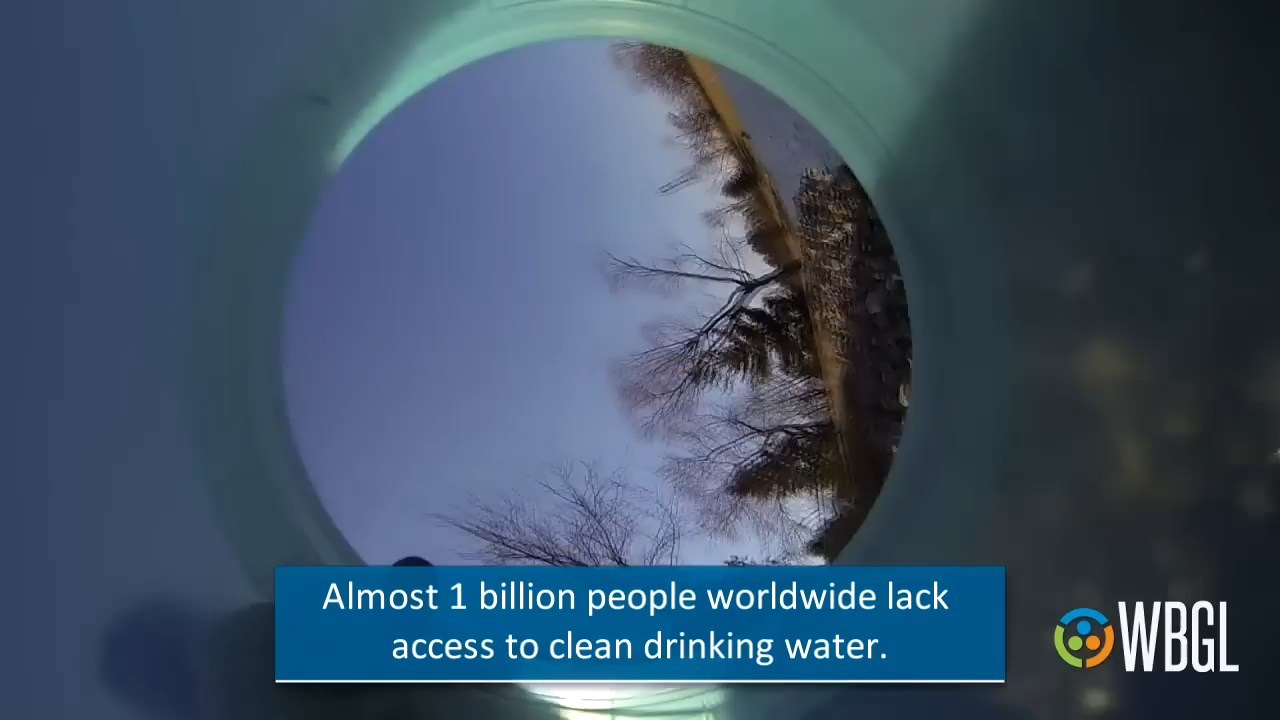 Almost 1 billion people worldwide lack
access to clean drinking water.
WBGL